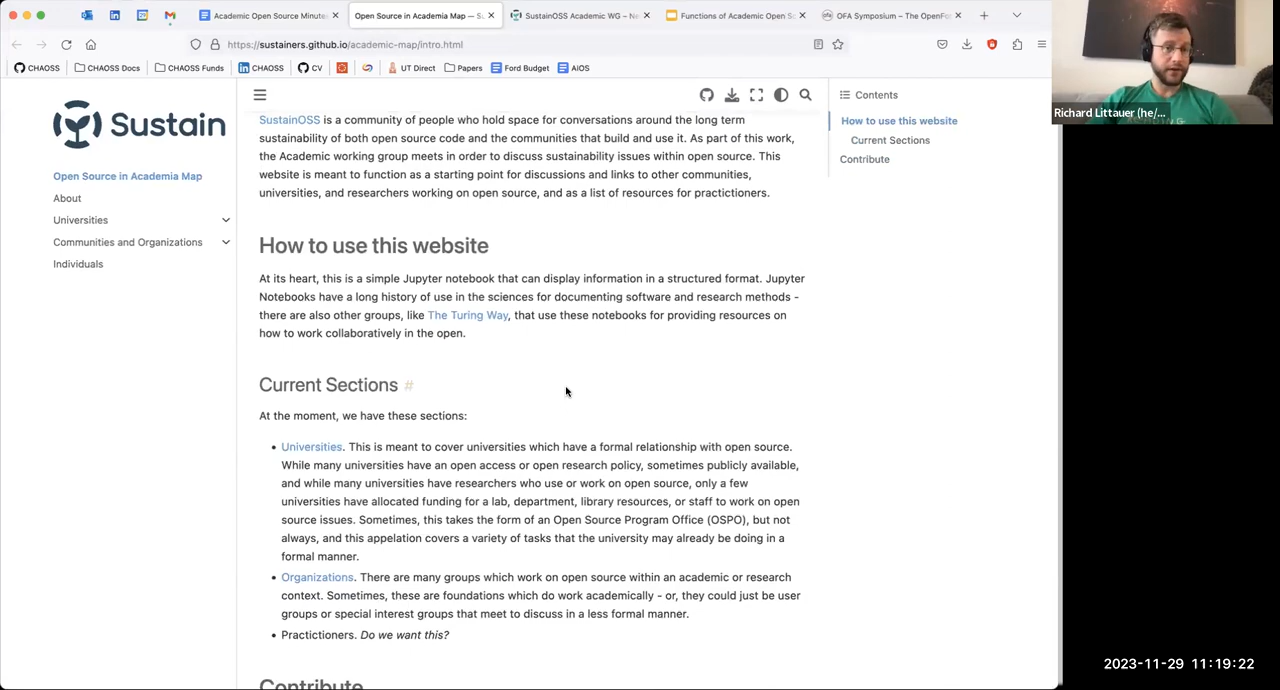 Academic Open Source Minutes
Open Source in Academia Map — Su
SustainOSS Academic WG – Ne
Functions of Academic Open So
OFA Symposium – The OpenFo
https://sustainers.github.io/academic-map/intro.html
CHAOSS
CHAOSS Docs
CHAOSS Funds
CHAOSS
CV
UT Direct
Papers
Ford Budget
AIOS
Sustain
Open Source in Academia Map
About
Universities
Communities and Organizations
Individuals
SustainOSS is a community of people who hold space for conversations around the long term
sustainability of both open source code and the communities that build and use it. As part of this work,
the Academic working group meets in order to discuss sustainability issues within open source. This
website is meant to function as a starting point for discussions and links to other communities,
universities, and researchers working on open source, and as a list of resources for practictioners.
How to use this website
At its heart, this is a simple Jupyter notebook that can display information in a structured format. Jupyter
Notebooks have a long history of use in the sciences for documenting software and research methods -
there are also other groups, like The Turing Way, that use these notebooks for providing resources on
how to work collaboratively in the open.
Current Sections #
At the moment, we have these sections:
• Universities. This is meant to cover universities which have a formal relationship with open source.
While many universities have an open access or open research policy, sometimes publicly available,
and while many universities have researchers who use or work on open source, only a few
universities have allocated funding for a lab, department, library resources, or staff to work on open
source issues. Sometimes, this takes the form of an Open Source Program Office (OSPO), but not
always, and this appelation covers a variety of tasks that the university may already be doing in a
formal manner.
• Organizations. There are many groups which work on open source within an academic or research
context. Sometimes, these are foundations which do work academically - or, they could just be user
groups or special interest groups that meet to discuss in a less formal manner.
• Practictioners. Do we want this?
Contribute
Contents
How to use this website
Current Sections
Contribute
Richard Littauer (he/...
2023-11-29 11:19:22